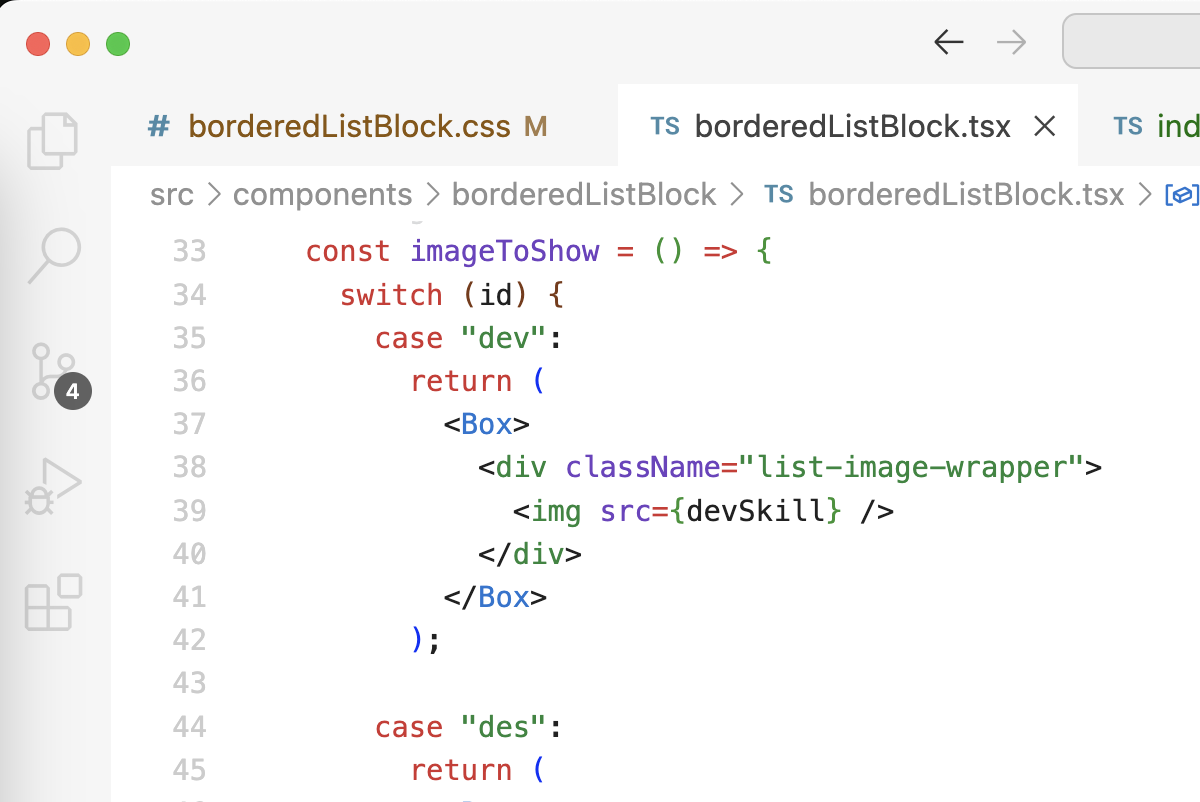 # borderedListBlock.css M TS borderedListBlock.tsx TS
src > components > borderedListBlock > TS borderedListBlock.tsx >
33 const imageToShow = () => {
34 switch (id) {
35 case "dev":
36 return (
37 <Box>
38 <div className="list-image-wrapper">
39 <img src={devSkill} />
40 </div>
41 </Box>
42 );
43
44 case "des":
45 return (
4